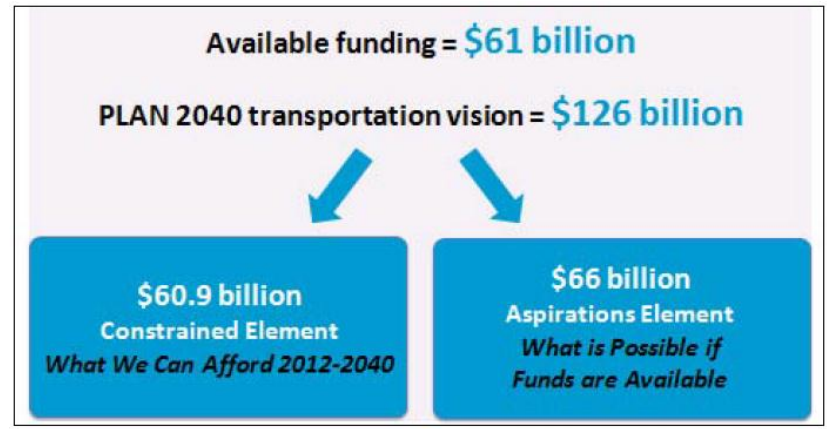 Available funding = $61 billion
PLAN 2040 transportation vision = $126 billion
$60.9 billion
Constrained Element
What We Can Afford 2012-2040
$66 billion
Aspirations Element
What is Possible if
Funds are Available